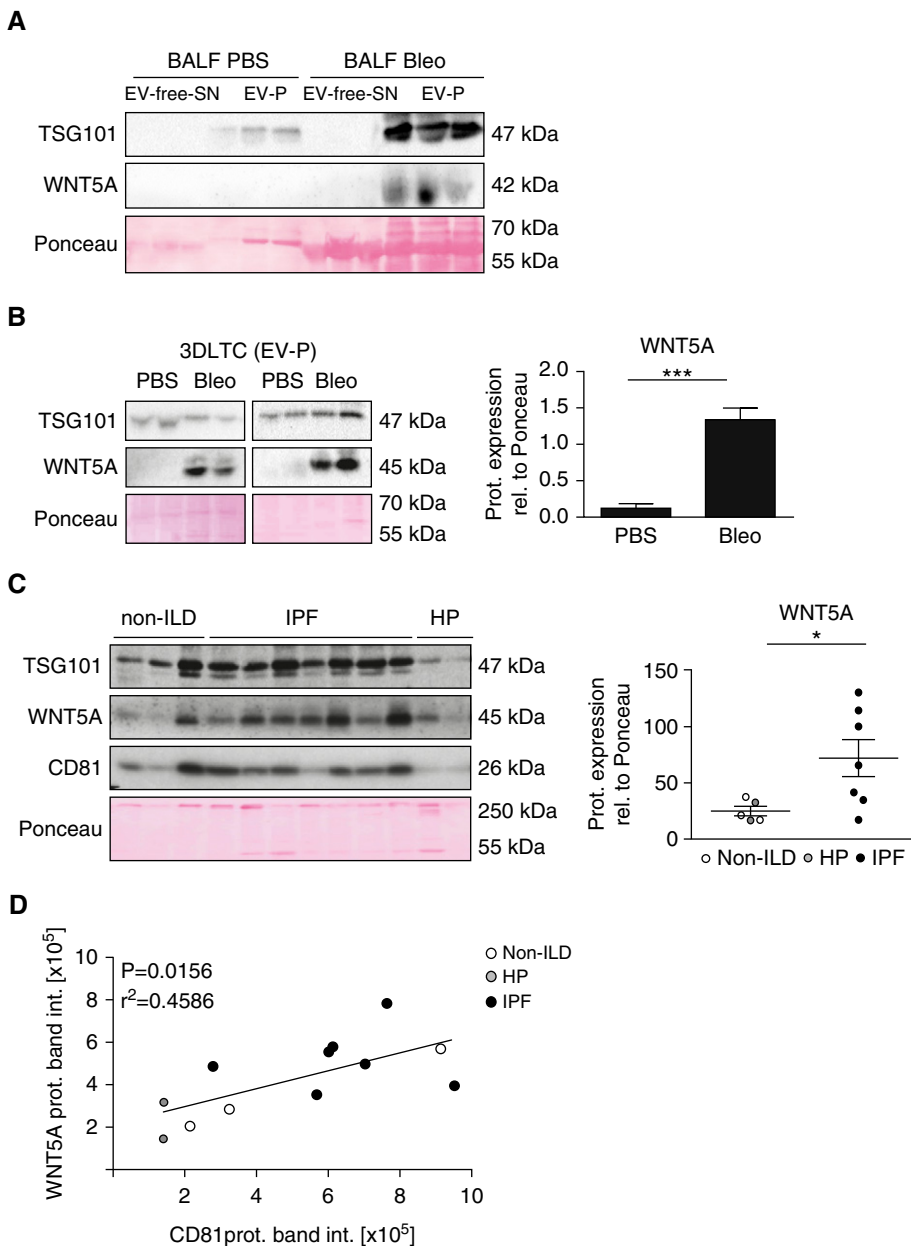 A
BALF PBS BALF Bleo
EV-free-SN EV-P EV-free-SN EV-P
TSG101 47 kDa
WNT5A 42 kDa
Ponceau 70 kDa
55 kDa
B
3DLTC (EV-P)
PBS Bleo PBS Bleo
TSG101 47 kDa
WNT5A 45 kDa
Ponceau 70 kDa
55 kDa
WNT5A
***
Prot. expression
rel. to Ponceau
2.0
1.5
1.0
0.5
0.0
PBS Bleo
C
non-ILD IPF HP
TSG101 47 kDa
WNT5A 45 kDa
CD81 26 kDa
Ponceau 250 kDa
55 kDa
WNT5A
*
Prot. expression
rel. to Ponceau
150
100
50
0
Non-ILD HP IPF
D
WNT5A prot. band int. [x10⁵]
10
8
6
4
2
P=0.0156
r²=0.4586
Non-ILD
HP
IPF
2 4 6 8 10
CD81prot. band int. [x10⁵]